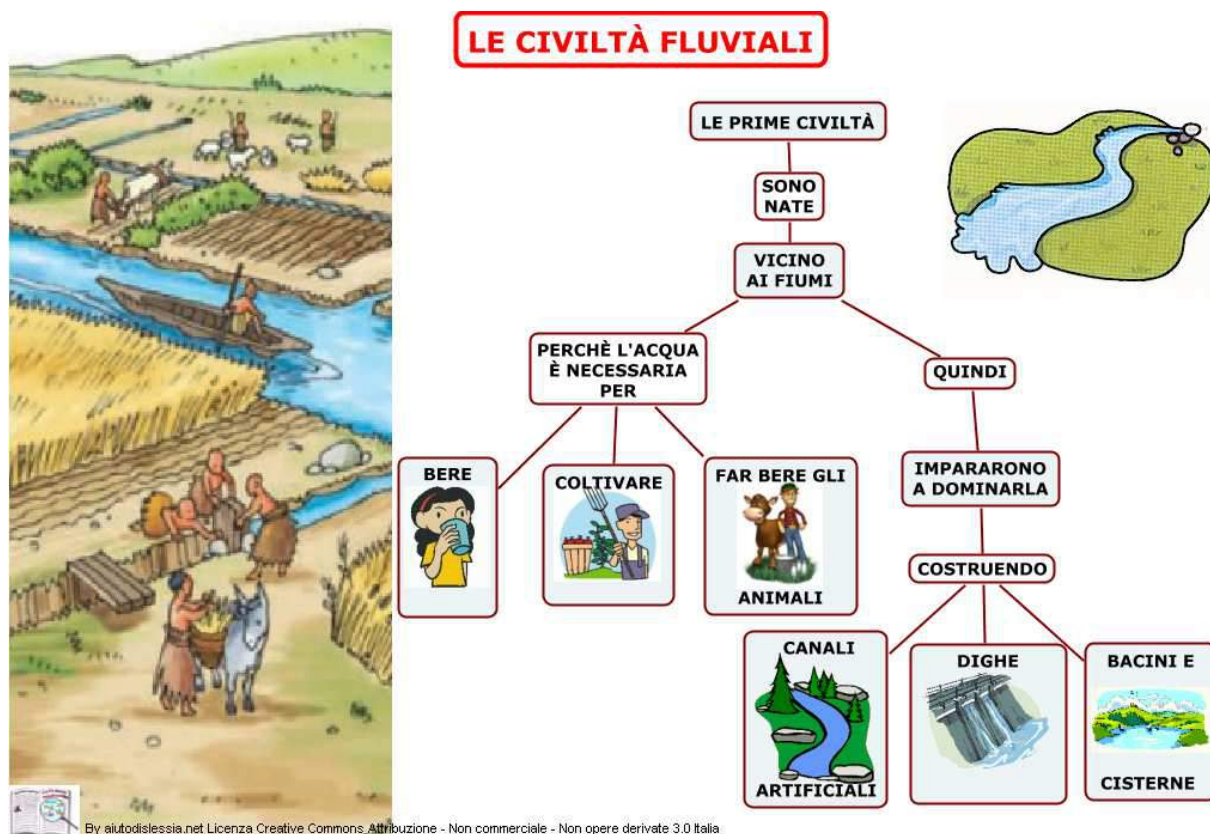 LE CIVILTÀ FLUVIALI
LE PRIME CIVILTÀ
SONO
NATE
VICINO
AI FIUMI
PERCHÈ L'ACQUA
È NECESSARIA
PER
QUINDI
BERE
COLTIVARE
FAR BERE GLI
ANIMALI
IMPARARONO
A DOMINARLA
COSTRUENDO
CANALI
ARTIFICIALI
DIGHE
BACINI E
CISTERNE
By aiutodislessia.net Licenza Creative Commons Attribuzione - Non commerciale - Non opere derivate 3.0 Italia